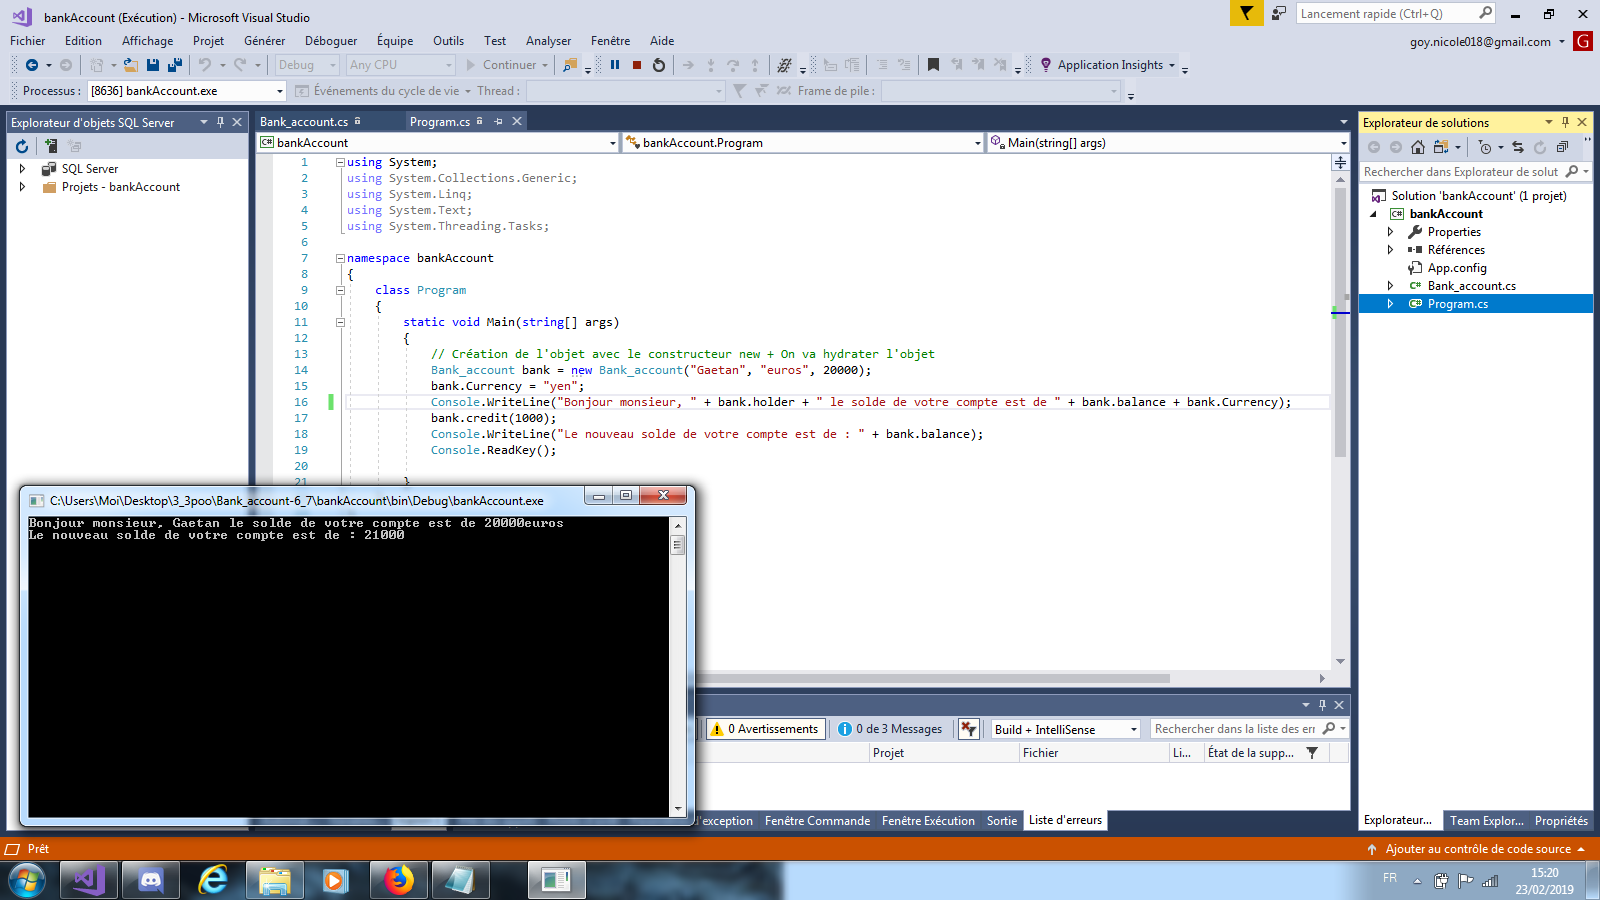 bankAccount (Exécution) - Microsoft Visual Studio
Lancement rapide (Ctrl+Q)
Fichier Edition Affichage Projet Générer Déboguer Équipe Outils Test Analyser Fenêtre Aide
goy.nicole018@gmail.com G
Debug Any CPU Continuer Application Insights
Processus : [8636] bankAccount.exe Événements du cycle de vie Thread : Frame de pile :
Explorateur d'objets SQL Server
SQL Server
Projets - bankAccount
Bank_account.cs Program.cs
bankAccount bankAccount.Program Main(string[] args)
1 using System;
2 using System.Collections.Generic;
3 using System.Linq;
4 using System.Text;
5 using System.Threading.Tasks;
6
7 namespace bankAccount
8 {
9 class Program
10 {
11 static void Main(string[] args)
12 {
13 // Création de l'objet avec le constructeur new + On va hydrater l'objet
14 Bank_account bank = new Bank_account("Gaetan", "euros", 20000);
15 bank.Currency = "yen";
16 Console.WriteLine("Bonjour monsieur, " + bank.holder + " le solde de votre compte est de " + bank.balance + bank.Currency);
17 bank.credit(1000);
18 Console.WriteLine("Le nouveau solde de votre compte est de : " + bank.balance);
19 Console.ReadKey();
20
21 }
Explorateur de solutions
Rechercher dans Explorateur de solut
Solution 'bankAccount' (1 projet)
bankAccount
Properties
Références
App.config
Bank_account.cs
Program.cs
C:\Users\Moi\Desktop\3_3poo\Bank_account-6_7\bankAccount\bin\Debug\bankAccount.exe
Bonjour monsieur, Gaetan le solde de votre compte est de 20000euros
Le nouveau solde de votre compte est de : 21000
0 Avertissements 0 de 3 Messages Build + IntelliSense Rechercher dans la liste des err
Projet Fichier Li... État de la supp...
'exception Fenêtre Commande Fenêtre Exécution Sortie Liste d'erreurs
Explorateur... Team Explor... Propriétés
Prêt
Ajouter au contrôle de code source
FR
15:20
23/02/2019